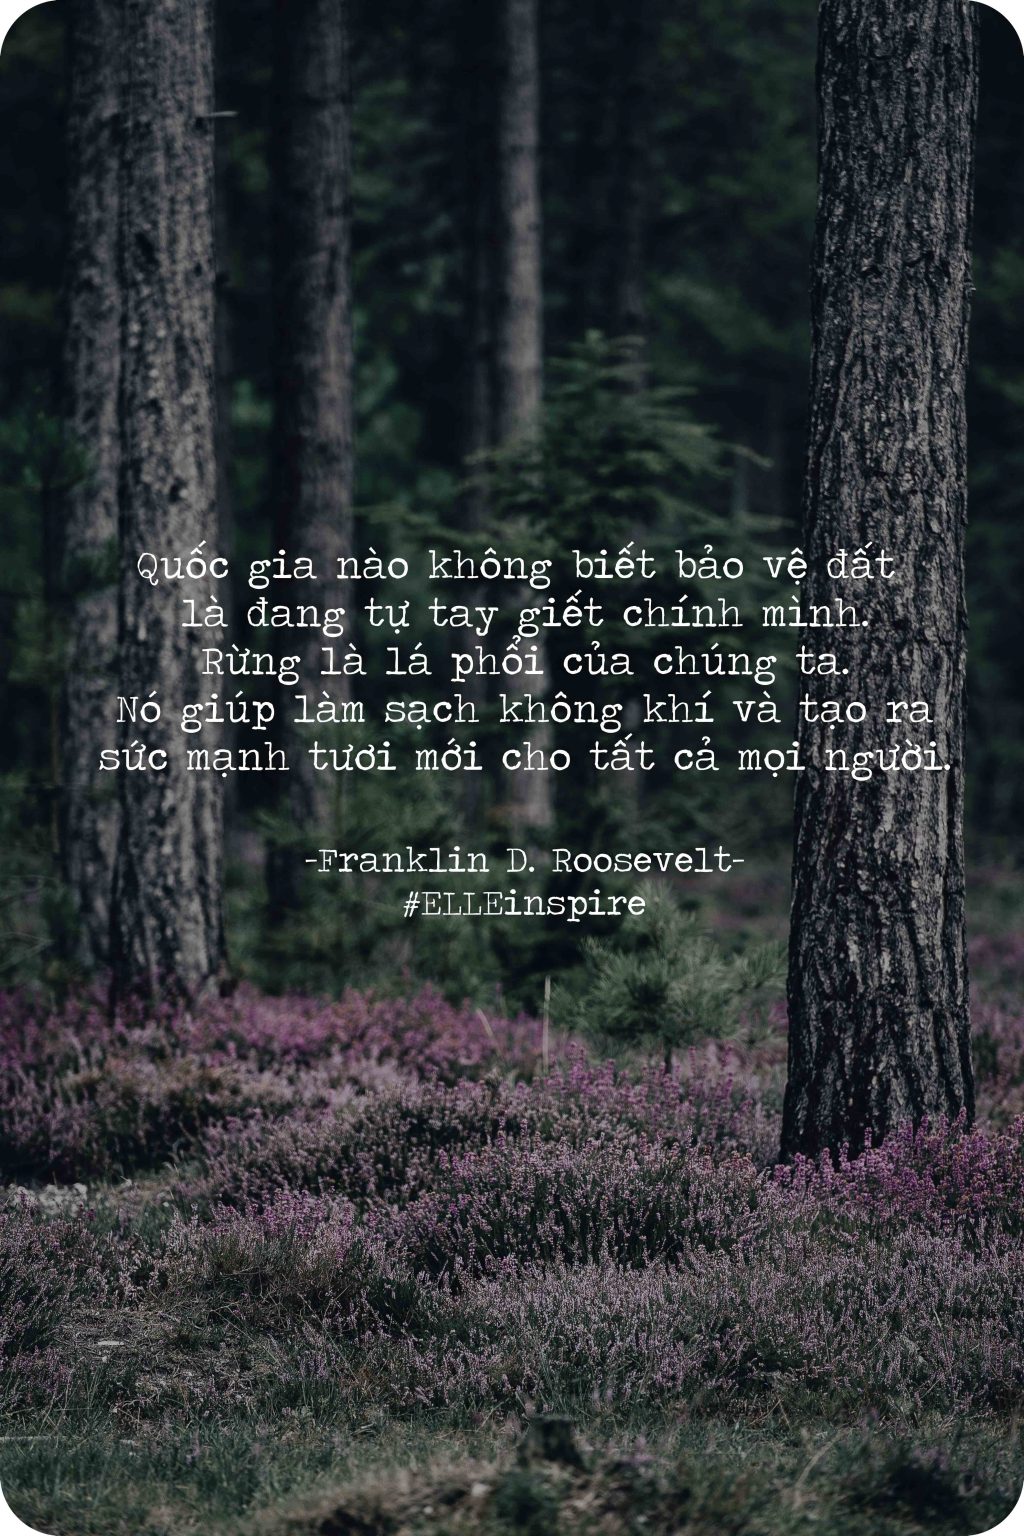 Quốc gia nào không biết bảo vệ đất
là đang tự tay giết chính mình.
Rừng là lá phổi của chúng ta.
Nó giúp làm sạch không khí và tạo ra
sức mạnh tươi mới cho tất cả mọi người.
-Franklin D. Roosevelt-
#ELLEinspire